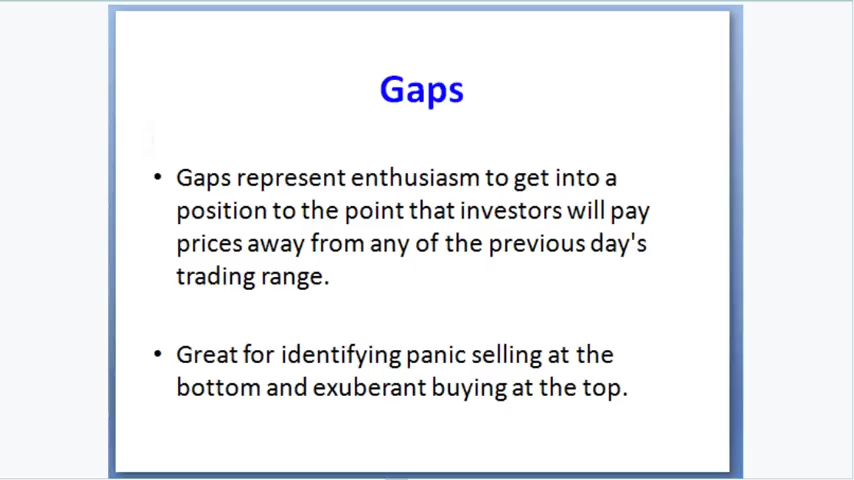 Gaps
• Gaps represent enthusiasm to get into a
position to the point that investors will pay
prices away from any of the previous day's
trading range.
• Great for identifying panic selling at the
bottom and exuberant buying at the top.